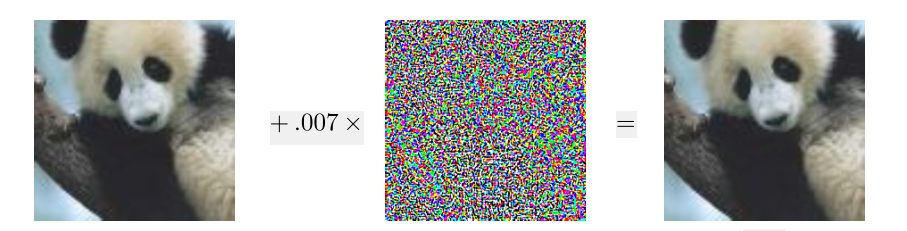 + .007 × =